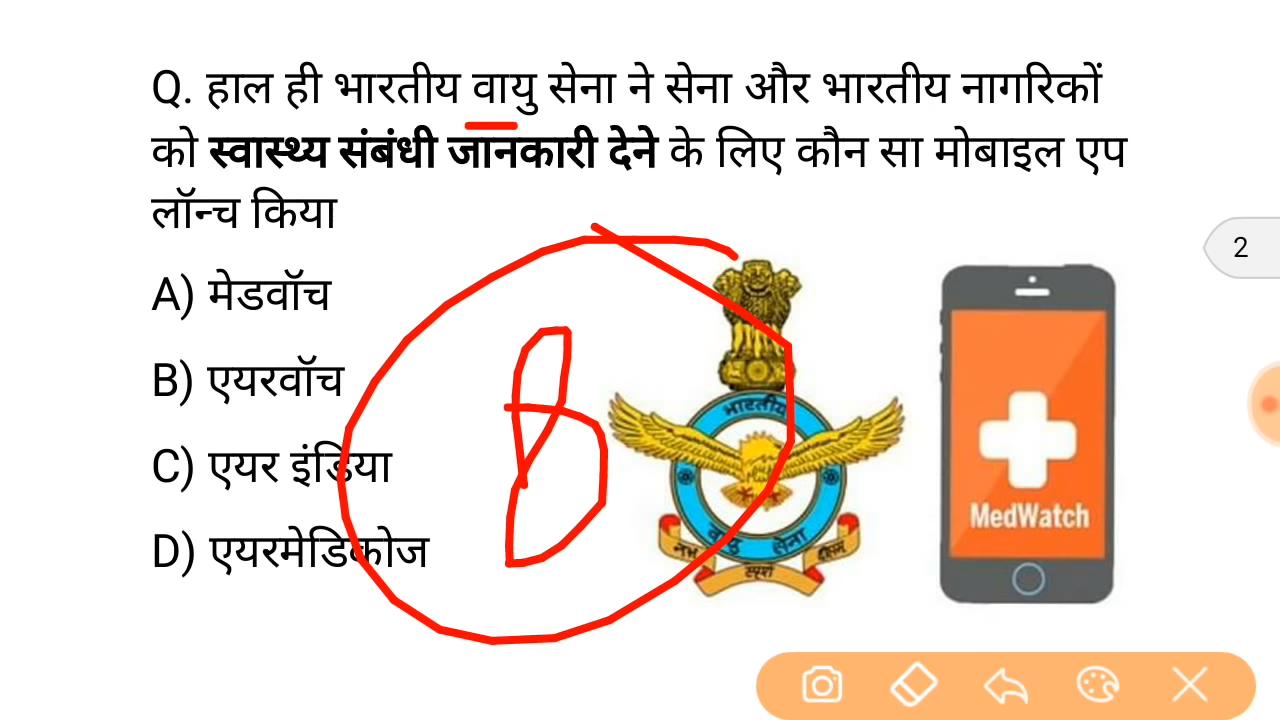 Q. हाल ही भारतीय वायु सेना ने सेना और भारतीय नागरिकों
को स्वास्थ्य संबंधी जानकारी देने के लिए कौन सा मोबाइल एप
लॉन्च किया
2
A) मेडवॉच
B) एयरवॉच
C) एयर इंडिया
D) एयरमेडिकोज
B
भारतीय
वायु सेना
नभः स्पृशं दीप्तम्
MedWatch